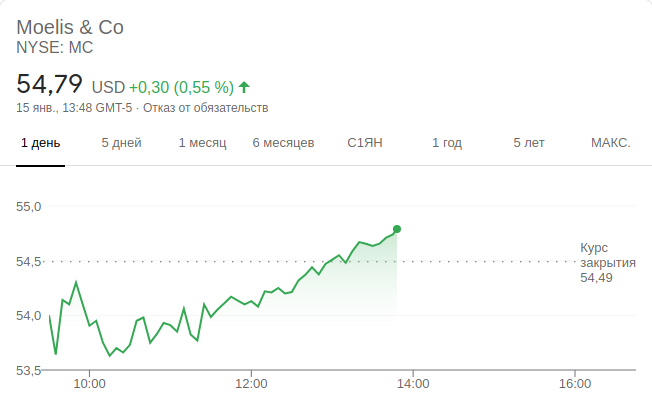 Moelis & Co
NYSE: MC
54,79 USD +0,30 (0,55 %)
15 янв., 13:48 GMT-5 · Отказ от обязательств
1 день 5 дней 1 месяц 6 месяцев С1ЯН 1 год 5 лет МАКС.
55,0
54,5
54,0
53,5
Курс
закрытия
54,49
10:00 12:00 14:00 16:00